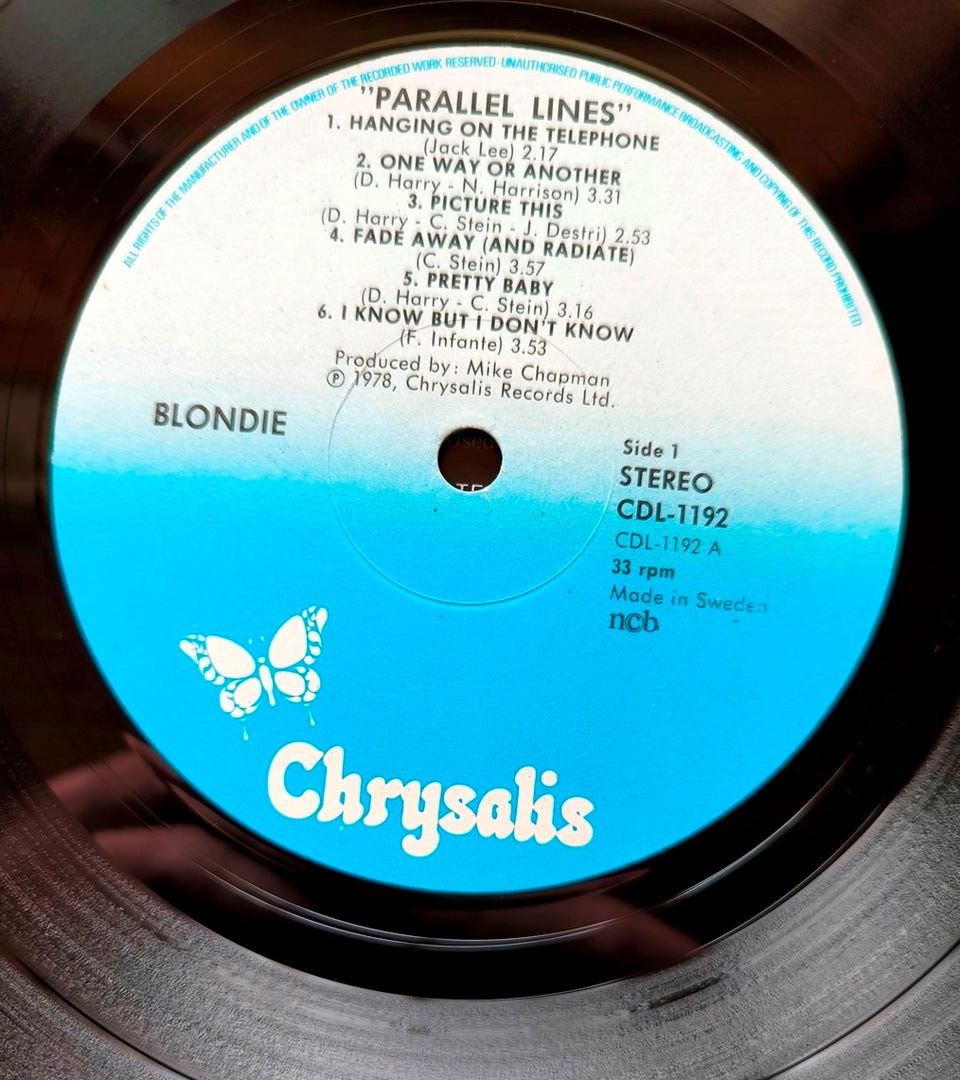 ALL RIGHTS OF THE MANUFACTURER AND OF THE OWNER OF THE RECORDED WORK RESERVED · UNAUTHORISED PUBLIC PERFORMANCE BROADCASTING AND COPYING OF THIS RECORD PROHIBITED
"PARALLEL LINES"
1. HANGING ON THE TELEPHONE
(Jack Lee) 2.17
2. ONE WAY OR ANOTHER
(D. Harry - N. Harrison) 3.31
3. PICTURE THIS
(D. Harry - C. Stein - J. Destri) 2.53
4. FADE AWAY (AND RADIATE)
(C. Stein) 3.57
5. PRETTY BABY
(D. Harry - C. Stein) 3.16
6. I KNOW BUT I DON'T KNOW
(F. Infante) 3.53
Produced by: Mike Chapman
℗ 1978, Chrysalis Records Ltd.
BLONDIE
Side 1
STEREO
CDL-1192
CDL-1192 A
33 rpm
Made in Sweden
ncb
Chrysalis